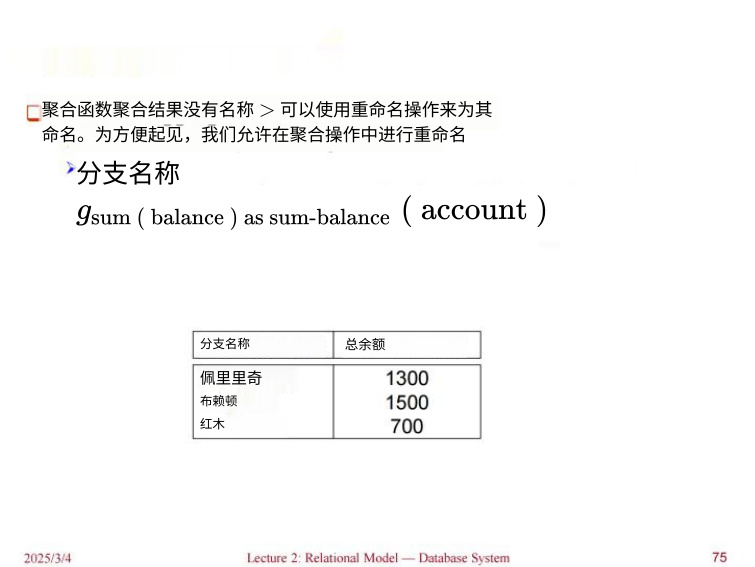 聚合函数聚合结果没有名称 > 可以使用重命名操作来为其
命名。为方便起见，我们允许在聚合操作中进行重命名
分支名称
g sum ( balance ) as sum-balance ( account )
分支名称 总余额
佩里里奇 1300
布赖顿 1500
红木 700
2025/3/4 Lecture 2: Relational Model — Database System 75